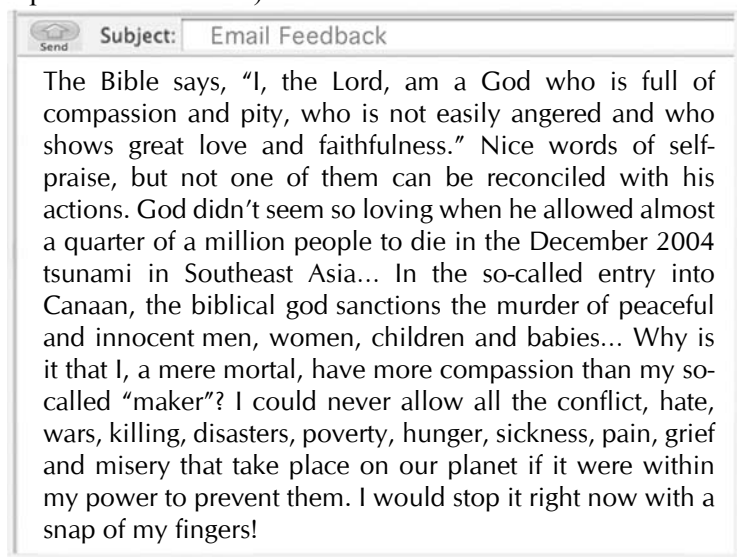 Send Subject: Email Feedback
The Bible says, “I, the Lord, am a God who is full of
compassion and pity, who is not easily angered and who
shows great love and faithfulness.” Nice words of self-
praise, but not one of them can be reconciled with his
actions. God didn’t seem so loving when he allowed almost
a quarter of a million people to die in the December 2004
tsunami in Southeast Asia... In the so-called entry into
Canaan, the biblical god sanctions the murder of peaceful
and innocent men, women, children and babies... Why is
it that I, a mere mortal, have more compassion than my so-
called “maker”? I could never allow all the conflict, hate,
wars, killing, disasters, poverty, hunger, sickness, pain, grief
and misery that take place on our planet if it were within
my power to prevent them. I would stop it right now with a
snap of my fingers!